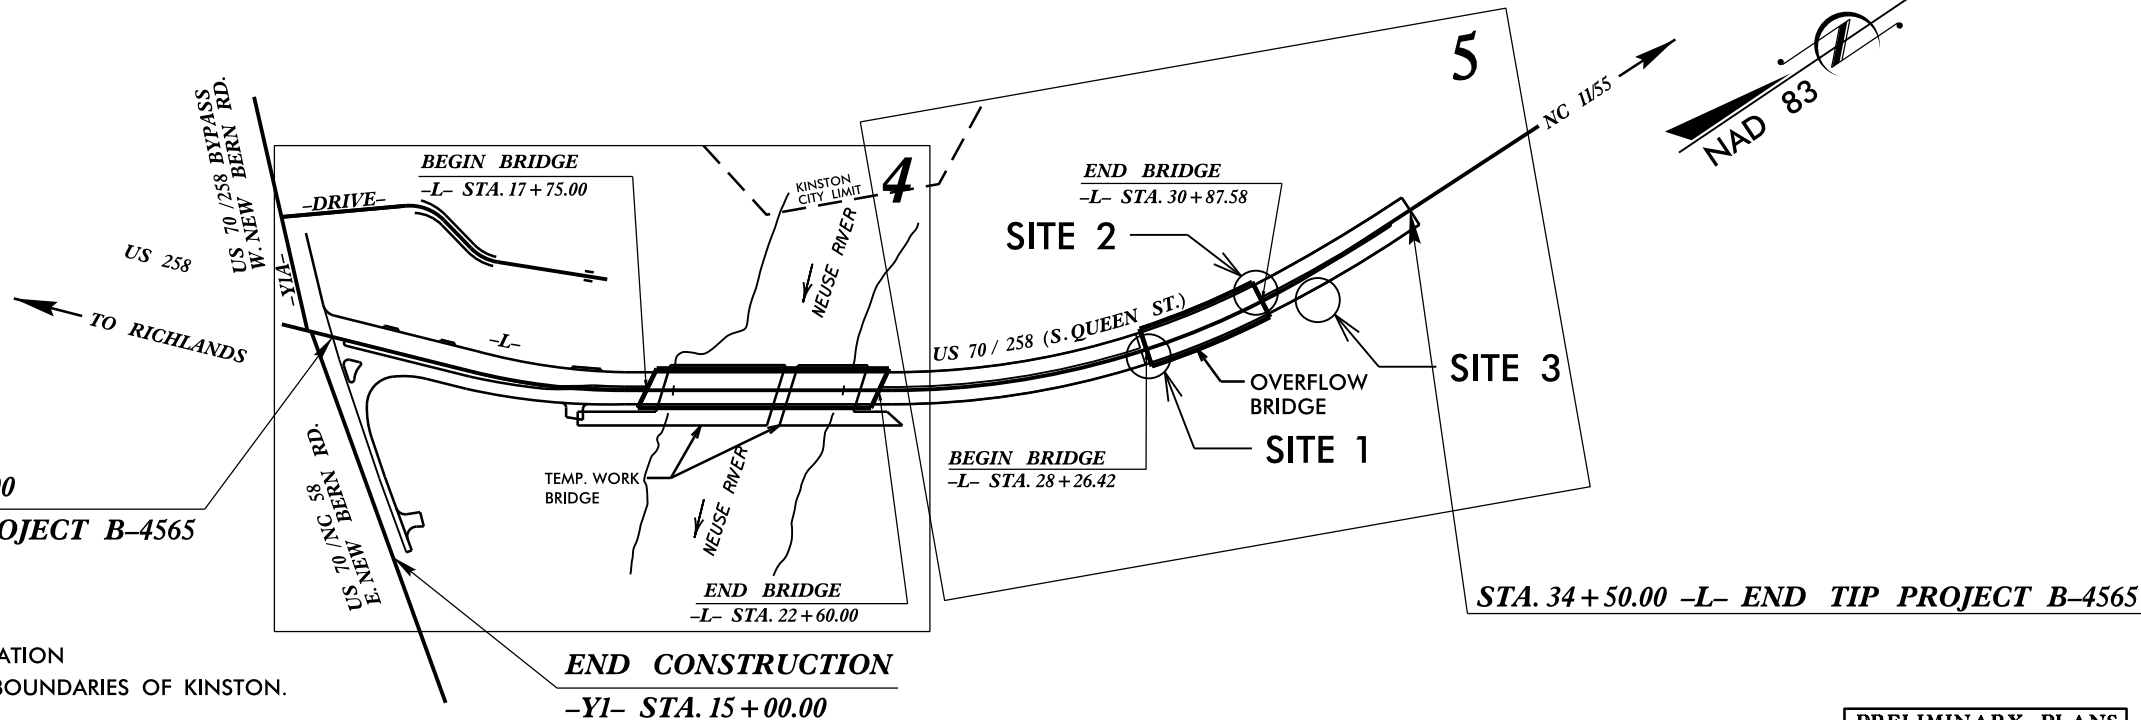 5
NC 11/55
NAD 83
US 70 /258 BYPASS
W. NEW BERN RD.
BEGIN BRIDGE
-L- STA. 17+75.00
4
KINSTON
CITY LIMIT
END BRIDGE
-L- STA. 30+87.58
-DRIVE-
NEUSE RIVER
SITE 2
US 258
-Y1A-
TO RICHLANDS
-L-
US 70 / 258 (S. QUEEN ST.)
SITE 3
OVERFLOW
BRIDGE
SITE 1
BEGIN BRIDGE
-L- STA. 28+26.42
TEMP. WORK
BRIDGE
NEUSE RIVER
US 70 / NC 58
E. NEW BERN RD.
OJECT B-4565
END BRIDGE
-L- STA. 22+60.00
STA. 34+50.00 -L- END TIP PROJECT B-4565
ATION
BOUNDARIES OF KINSTON.
END CONSTRUCTION
-Y1- STA. 15+00.00
PRELIMINARY PLANS